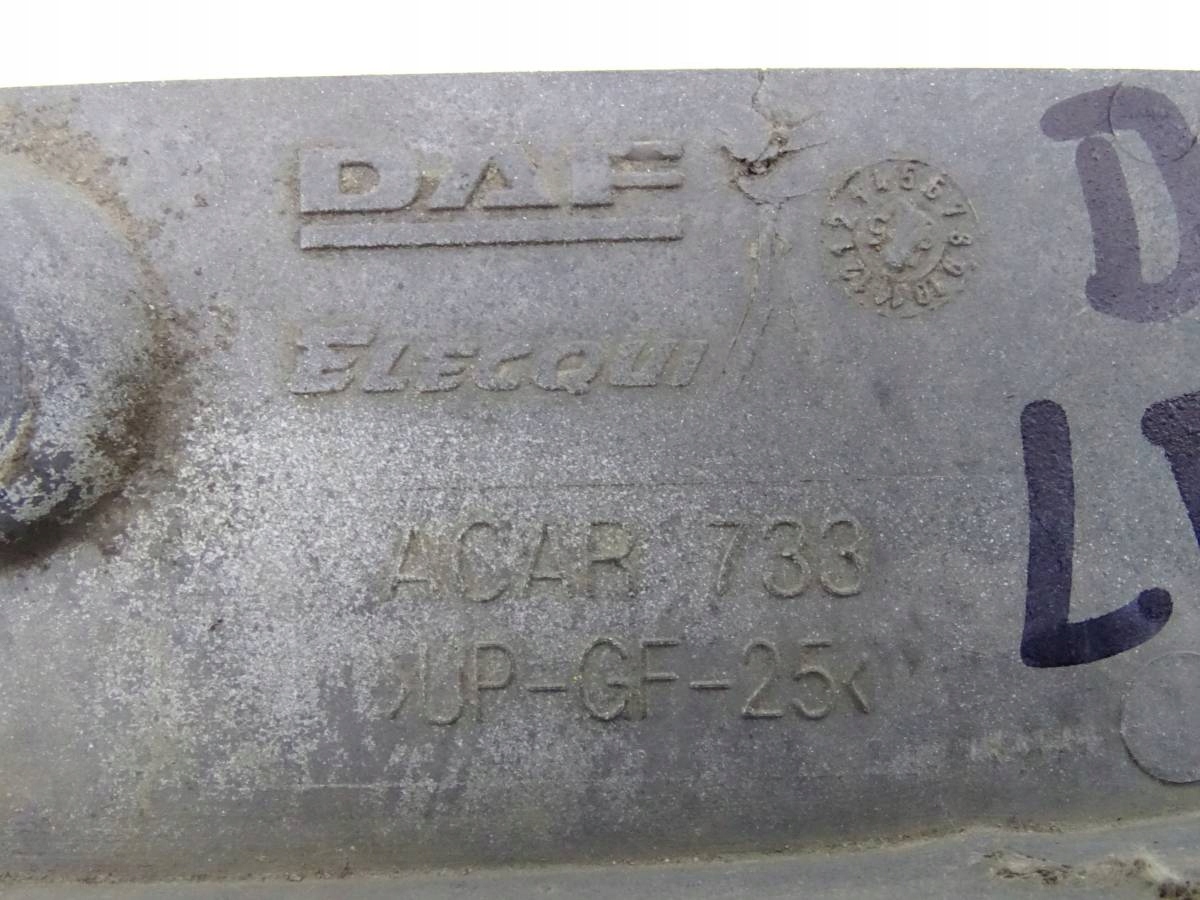 DAF
ELECQUI
ACAR 733
>UP-GF-25<
D
L